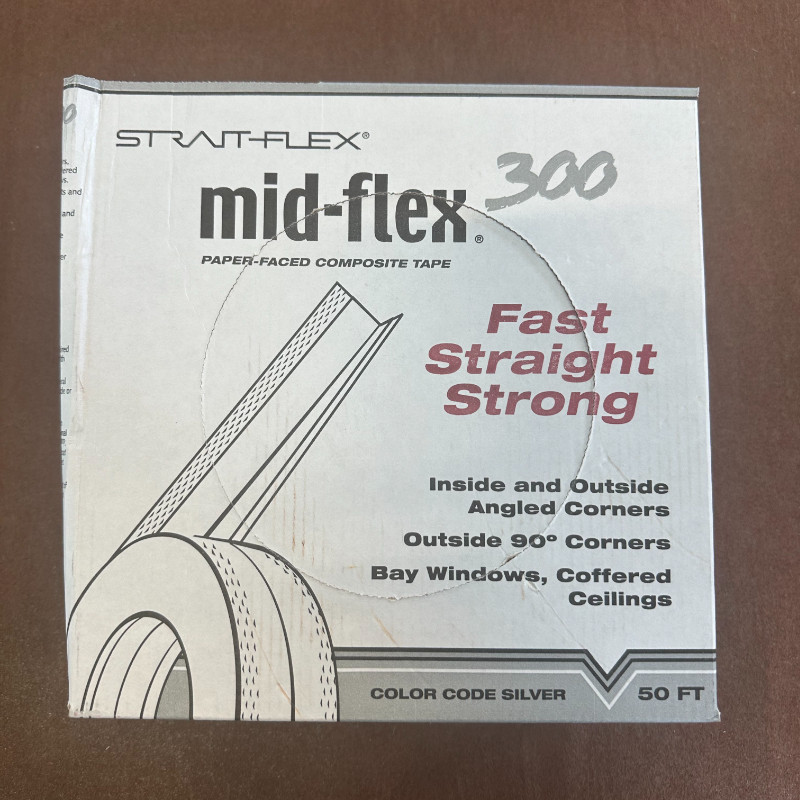 STRAIT-FLEX®
mid-flex® 300
PAPER-FACED COMPOSITE TAPE
Fast
Straight
Strong
Inside and Outside
Angled Corners
Outside 90° Corners
Bay Windows, Coffered
Ceilings
COLOR CODE SILVER
50 FT